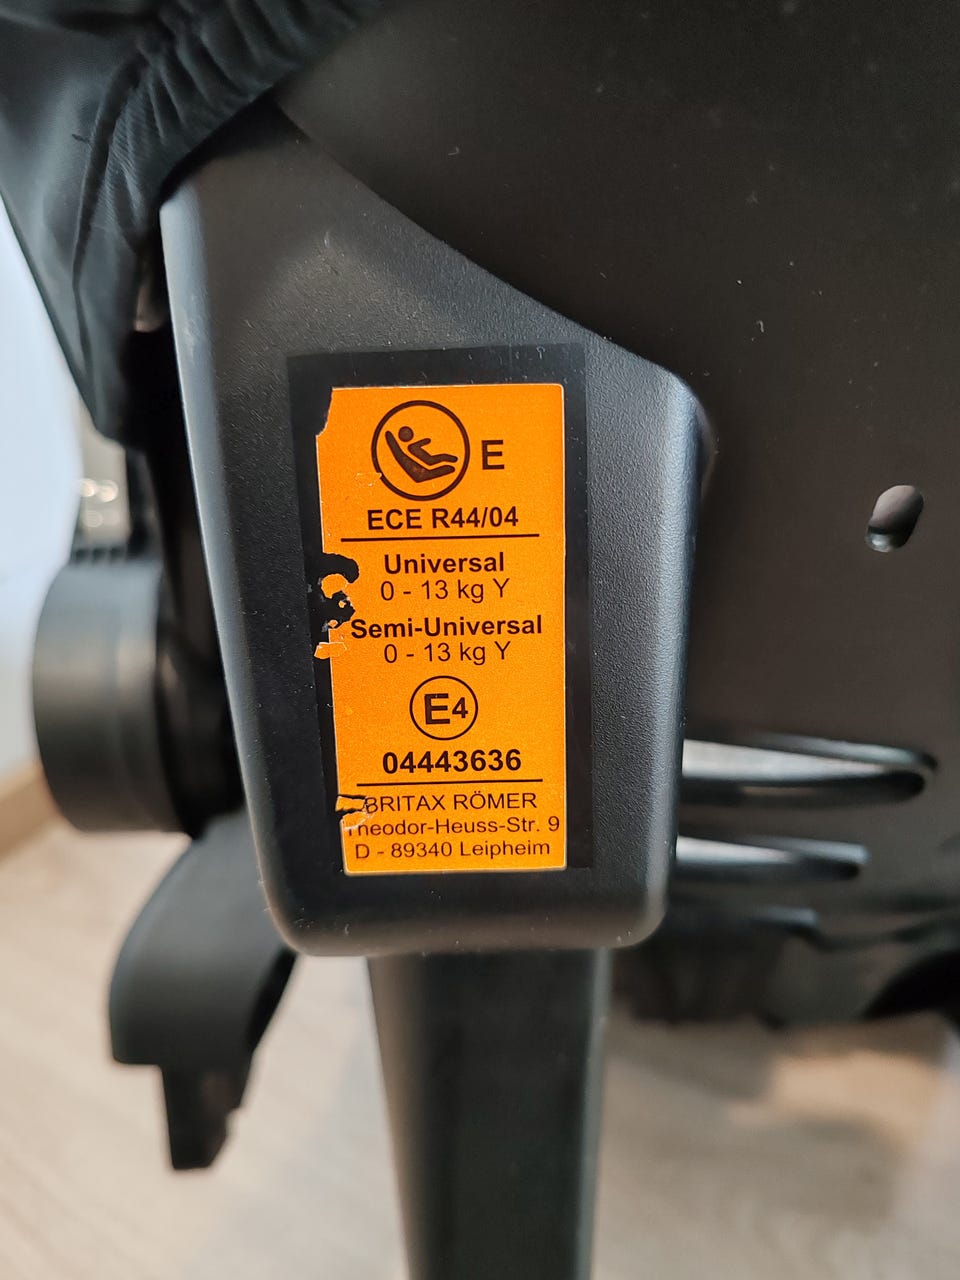 E
ECE R44/04
Universal
0 - 13 kg Y
Semi-Universal
0 - 13 kg Y
E4
04443636
BRITAX RÖMER
Theodor-Heuss-Str. 9
D - 89340 Leipheim